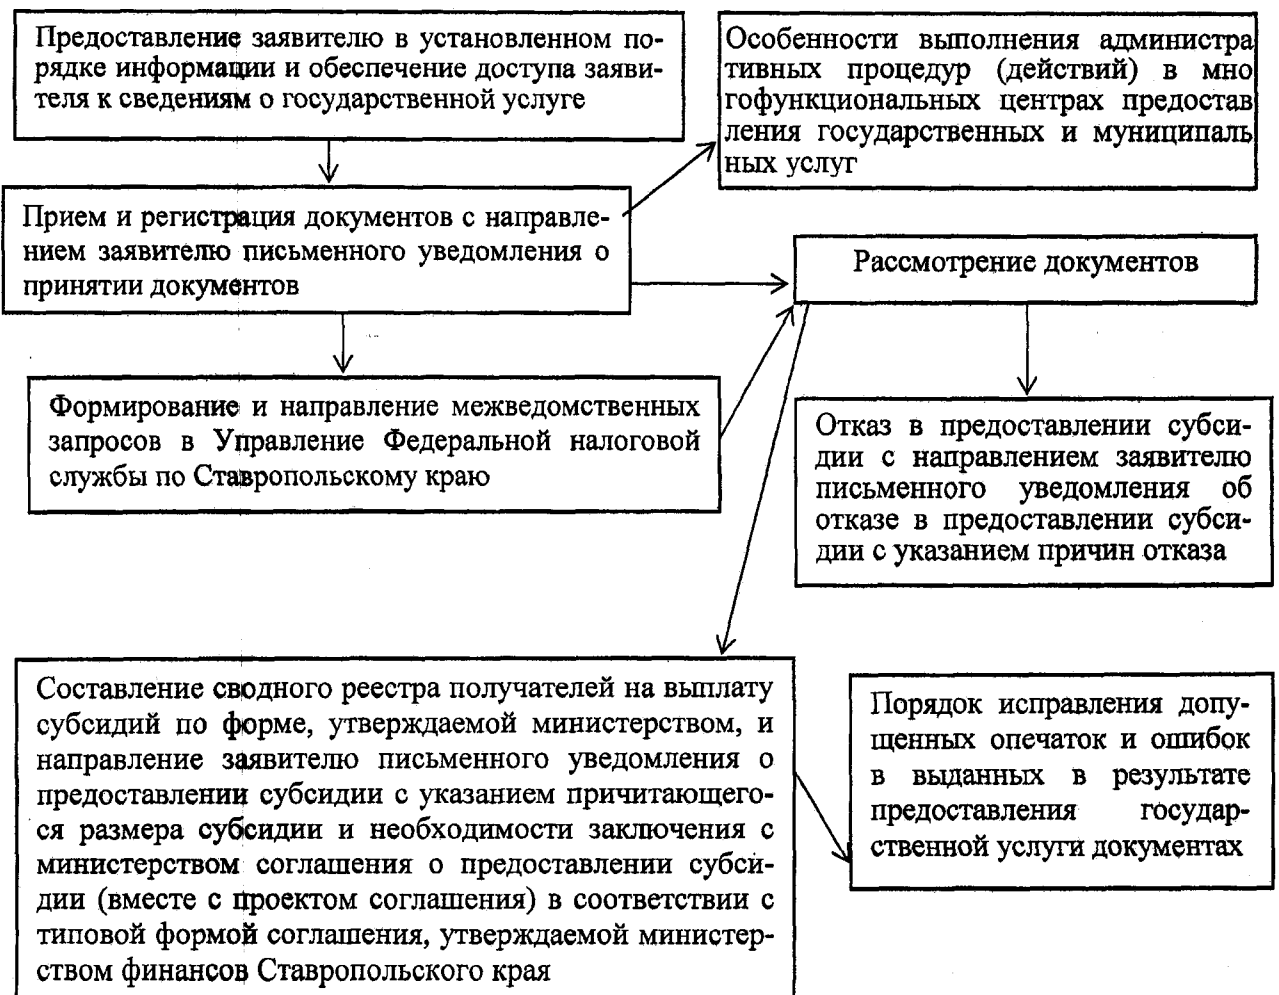 Предоставление заявителю в установленном по-
рядке информации и обеспечение доступа заяви-
теля к сведениям о государственной услуге
Особенности выполнения администра
тивных процедур (действий) в мно
гофункциональных центрах предостав
ления государственных и муниципаль
ных услуг
Прием и регистрация документов с направле-
нием заявителю письменного уведомления о
принятии документов
Рассмотрение документов
Формирование и направление межведомственных
запросов в Управление Федеральной налоговой
службы по Ставропольскому краю
Отказ в предоставлении субси-
дии с направлением заявителю
письменного уведомления об
отказе в предоставлении субси-
дии с указанием причин отказа
Составление сводного реестра получателей на выплату
субсидий по форме, утверждаемой министерством, и
направление заявителю письменного уведомления о
предоставлении субсидии с указанием причитающего-
ся размера субсидии и необходимости заключения с
министерством соглашения о предоставлении субси-
дии (вместе с проектом соглашения) в соответствии с
типовой формой соглашения, утверждаемой министер-
ством финансов Ставропольского края
Порядок исправления допу-
щенных опечаток и ошибок
в выданных в результате
предоставления государ-
ственной услуги документах